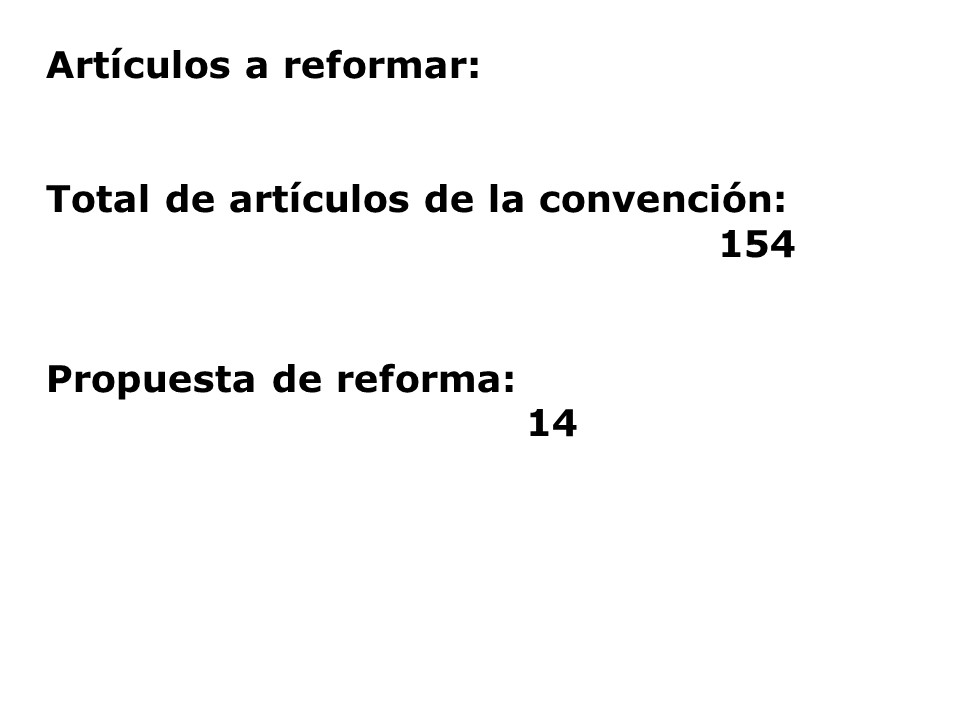 Artículos a reformar:
Total de artículos de la convención:
154
Propuesta de reforma:
14